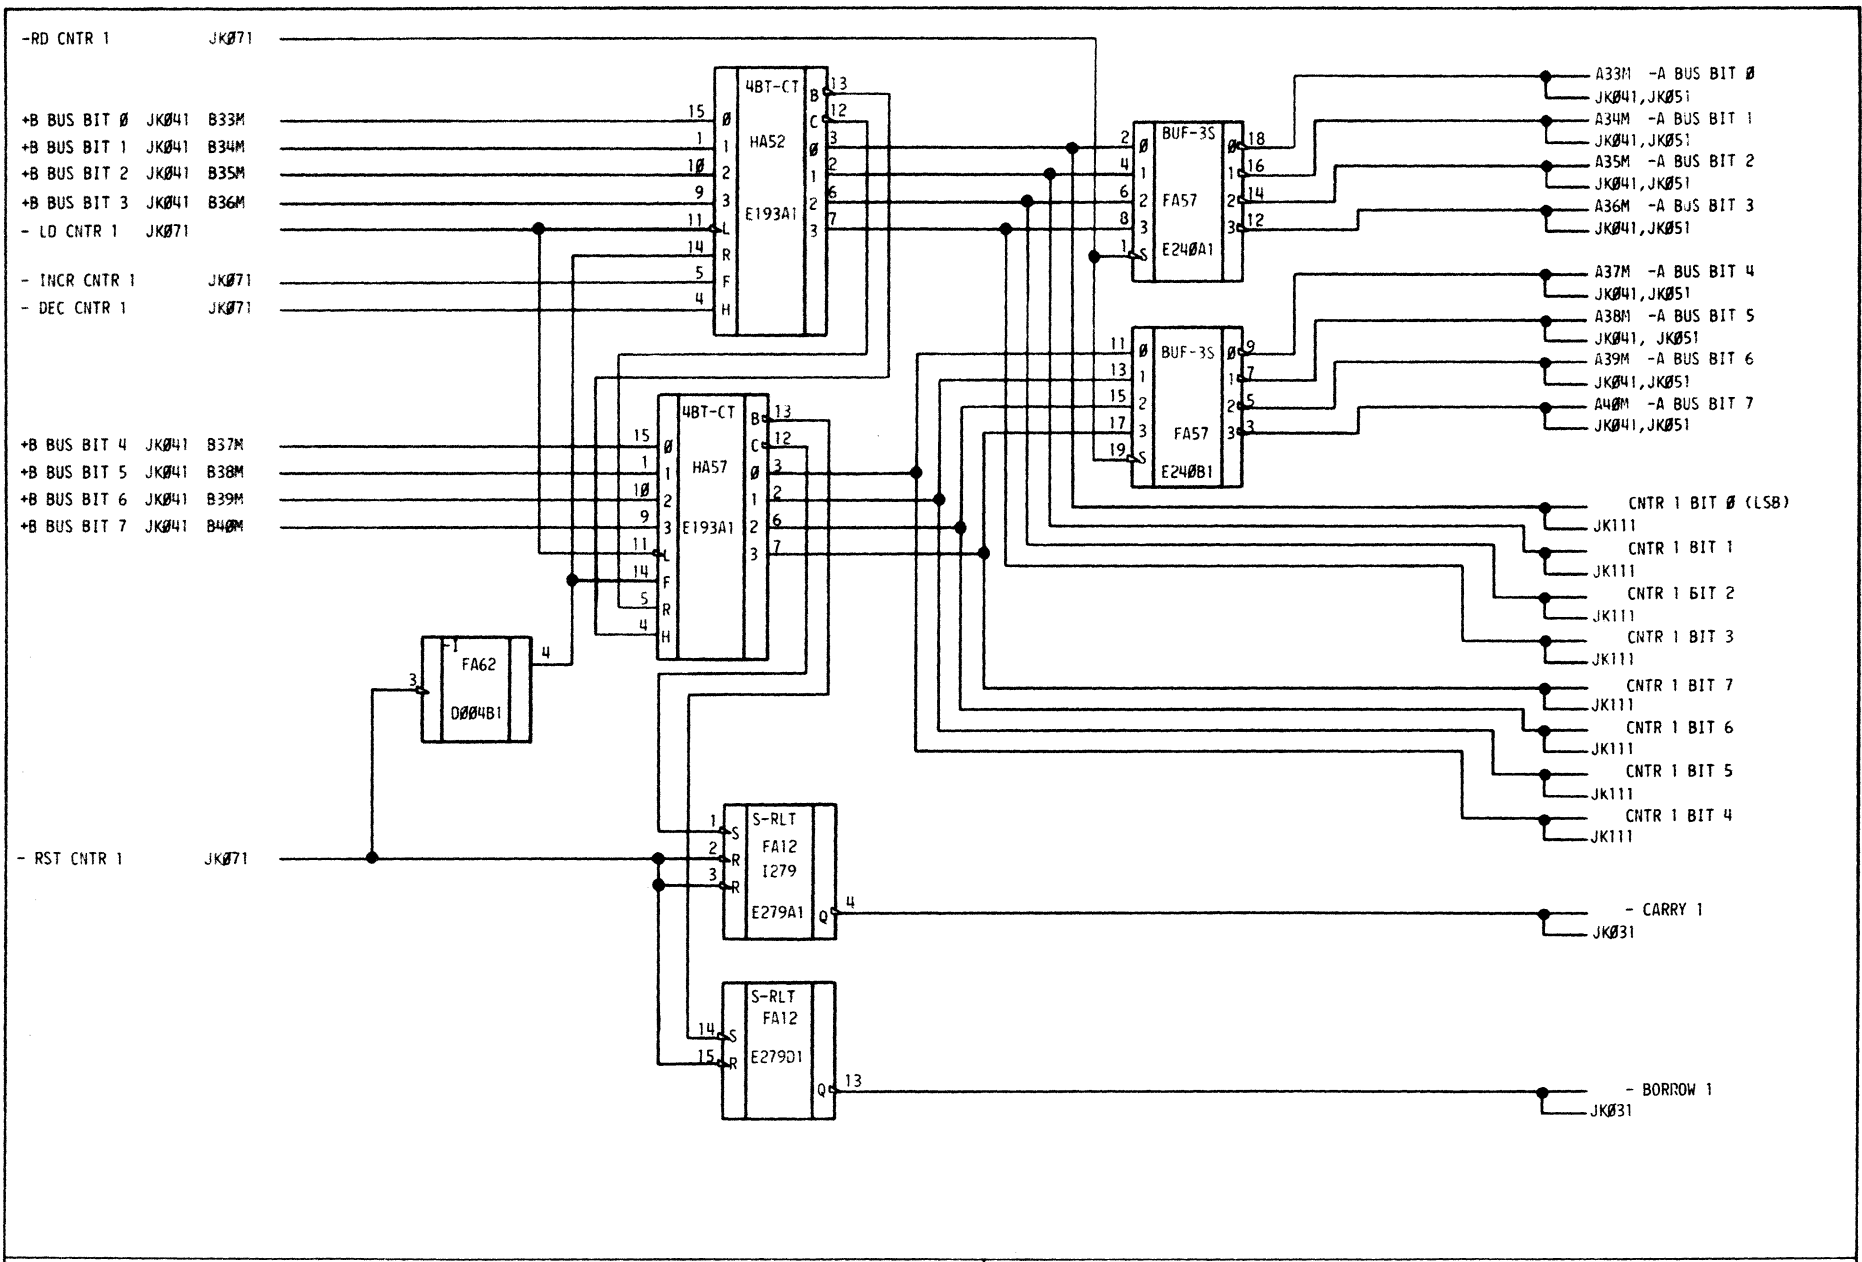 -RD CNTR 1 JKØ71
+B BUS BIT Ø JKØ41 B33M
+B BUS BIT 1 JKØ41 B34M
+B BUS BIT 2 JKØ41 B35M
+B BUS BIT 3 JKØ41 B36M
- LD CNTR 1 JKØ71
- INCR CNTR 1 JKØ71
- DEC CNTR 1 JKØ71
15
1
10
9
11
14
5
4
Ø
1
2
3
L
R
F
H
4BT-CT
HA52
E193A1
B
C
Ø
1
2
3
13
12
3
2
6
7
+B BUS BIT 4 JKØ41 B37M
+B BUS BIT 5 JKØ41 B38M
+B BUS BIT 6 JKØ41 B39M
+B BUS BIT 7 JKØ41 B4ØM
15
1
10
9
11
14
5
4
Ø
1
2
3
L
F
R
H
4BT-CT
HA57
E193A1
B
C
Ø
1
2
3
13
12
3
2
6
7
2
4
6
8
1
Ø
1
2
3
S
BUF-3S
FA57
E24ØA1
Ø
1
2
3
18
16
14
12
11
13
15
17
19
Ø
1
2
3
S
BUF-3S
FA57
E24ØB1
Ø
1
2
3
9
7
5
3
A33M -A BUS BIT Ø
JKØ41,JKØ51
A34M -A BUS BIT 1
JKØ41,JKØ51
A35M -A BUS BIT 2
JKØ41,JKØ51
A36M -A BUS BIT 3
JKØ41,JKØ51
A37M -A BUS BIT 4
JKØ41,JKØ51
A38M -A BUS BIT 5
JKØ41, JKØ51
A39M -A BUS BIT 6
JKØ41,JKØ51
A4ØM -A BUS BIT 7
JKØ41,JKØ51
CNTR 1 BIT Ø (LSB)
JK111
CNTR 1 BIT 1
JK111
CNTR 1 BIT 2
JK111
CNTR 1 BIT 3
JK111
CNTR 1 BIT 7
JK111
CNTR 1 BIT 6
JK111
CNTR 1 BIT 5
JK111
CNTR 1 BIT 4
JK111
3
-I
FA62
DØØ4B1
4
- RST CNTR 1 JKØ71
1
2
3
S
R
R
S-RLT
FA12
I279
E279A1
Q
4
- CARRY 1
JKØ31
14
15
S
R
S-RLT
FA12
E279D1
Q
13
- BORROW 1
JKØ31